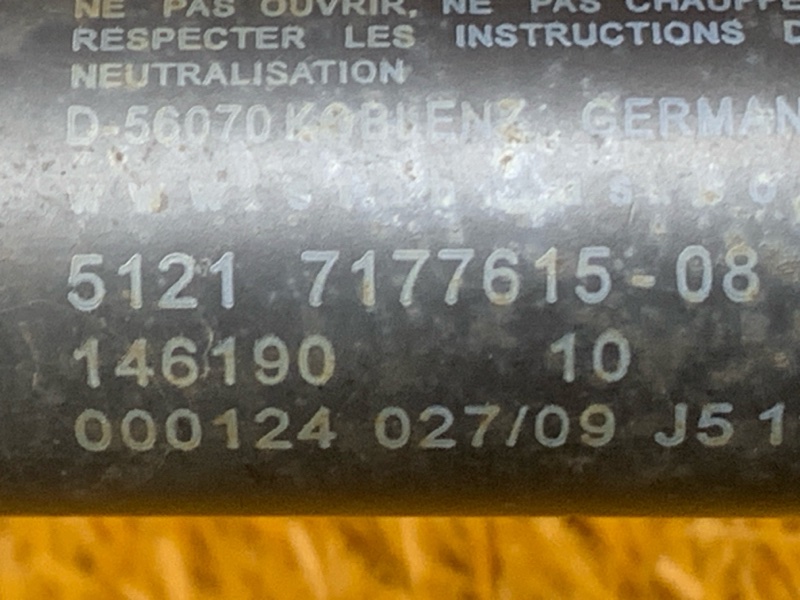 NE PAS OUVRIR, NE PAS CHAUFFE
RESPECTER LES INSTRUCTIONS D
NEUTRALISATION
D-56070 KOBLENZ GERMAN
5121 7177615-08
146190 10
000124 027/09 J5 1